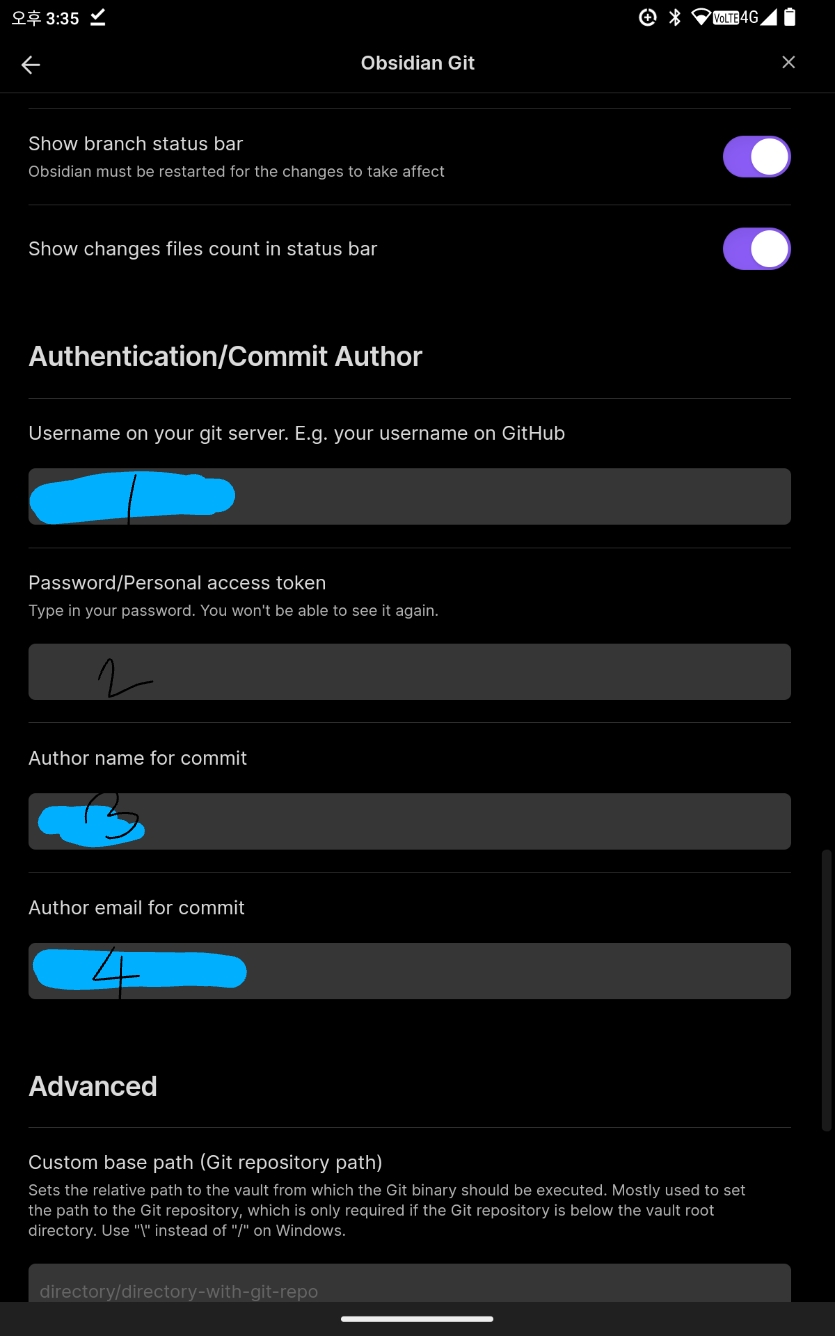 오후 3:35 VoLTE 4G
Obsidian Git
Show branch status bar
Obsidian must be restarted for the changes to take affect
Show changes files count in status bar
Authentication/Commit Author
Username on your git server. E.g. your username on GitHub
1
Password/Personal access token
Type in your password. You won't be able to see it again.
2
Author name for commit
3
Author email for commit
4
Advanced
Custom base path (Git repository path)
Sets the relative path to the vault from which the Git binary should be executed. Mostly used to set
the path to the Git repository, which is only required if the Git repository is below the vault root
directory. Use "\" instead of "/" on Windows.
directory/directory-with-git-repo